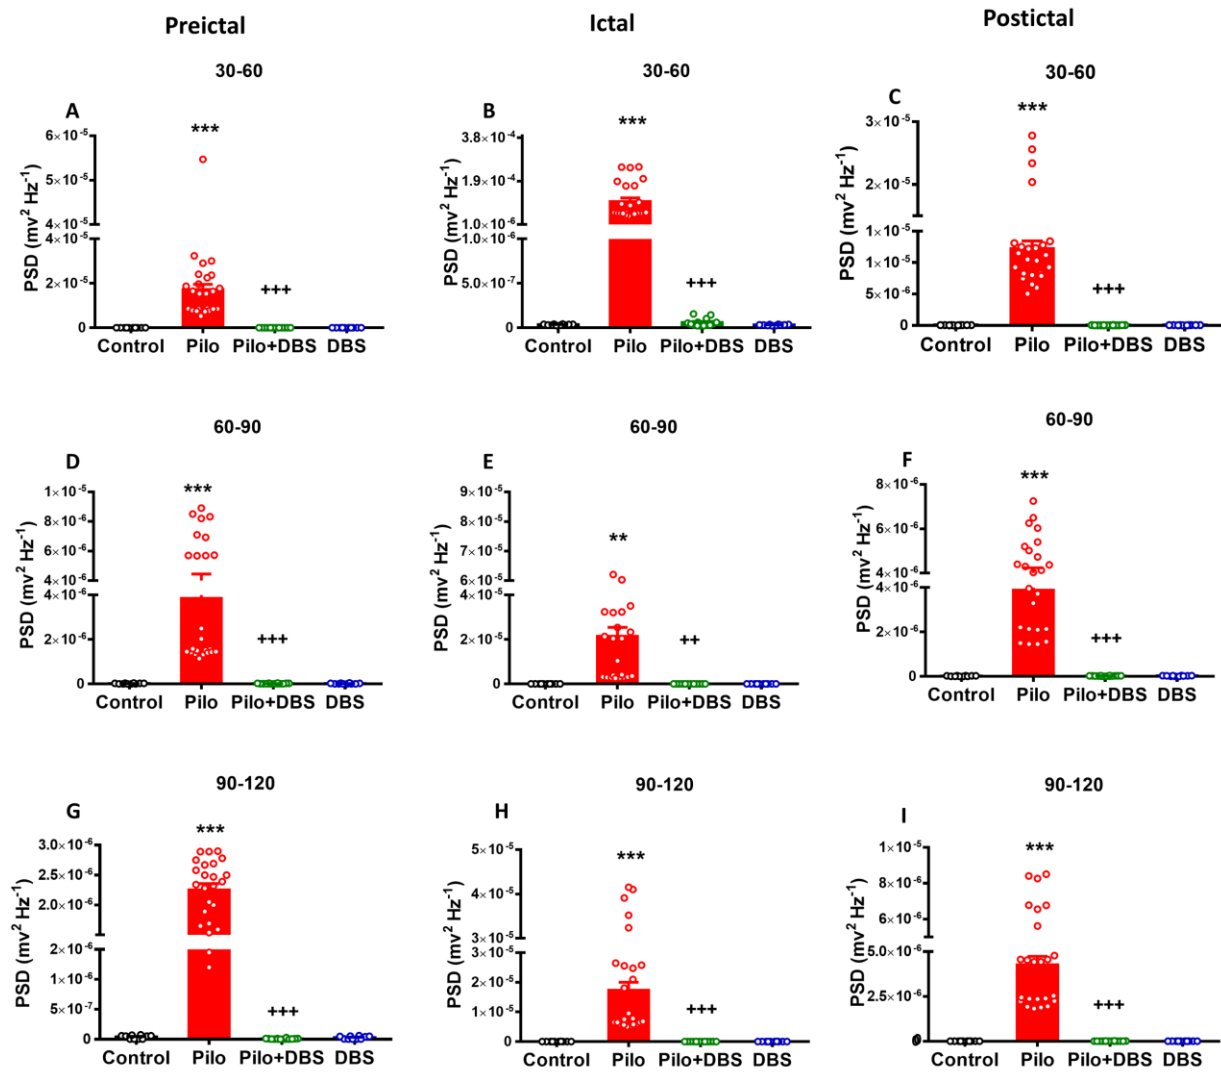 Preictal
Ictal
Postictal
30-60
30-60
30-60
A
***
6×10⁻⁵
5×10⁻⁵
4×10⁻⁵
4×10⁻⁵
2×10⁻⁵
0
PSD (mv² Hz⁻¹)
+++
Control Pilo Pilo+DBS DBS
B
***
3.8×10⁻⁴
1.9×10⁻⁴
1.0×10⁻⁶
1.0×10⁻⁶
5.0×10⁻⁷
0
PSD (mv² Hz⁻¹)
+++
Control Pilo Pilo+DBS DBS
C
***
3×10⁻⁵
2×10⁻⁵
1×10⁻⁵
1×10⁻⁵
5×10⁻⁶
0
PSD (mv² Hz⁻¹)
+++
Control Pilo Pilo+DBS DBS
60-90
60-90
60-90
D
***
1×10⁻⁵
8×10⁻⁶
6×10⁻⁶
4×10⁻⁶
4×10⁻⁶
2×10⁻⁶
0
PSD (mv² Hz⁻¹)
+++
Control Pilo Pilo+DBS DBS
E
**
9×10⁻⁵
8×10⁻⁵
7×10⁻⁵
6×10⁻⁵
4×10⁻⁵
2×10⁻⁵
0
PSD (mv² Hz⁻¹)
++
Control Pilo Pilo+DBS DBS
F
***
8×10⁻⁶
6×10⁻⁶
4×10⁻⁶
4×10⁻⁶
2×10⁻⁶
0
PSD (mv² Hz⁻¹)
+++
Control Pilo Pilo+DBS DBS
90-120
90-120
90-120
G
***
3.0×10⁻⁶
2.5×10⁻⁶
2.0×10⁻⁶
2×10⁻⁶
1×10⁻⁶
5×10⁻⁷
0
PSD (mv² Hz⁻¹)
+++
Control Pilo Pilo+DBS DBS
H
***
5×10⁻⁵
4×10⁻⁵
3×10⁻⁵
3×10⁻⁵
2×10⁻⁵
1×10⁻⁵
0
PSD (mv² Hz⁻¹)
+++
Control Pilo Pilo+DBS DBS
I
***
1×10⁻⁵
8×10⁻⁶
6×10⁻⁶
5.0×10⁻⁶
2.5×10⁻⁶
0
PSD (mv² Hz⁻¹)
+++
Control Pilo Pilo+DBS DBS